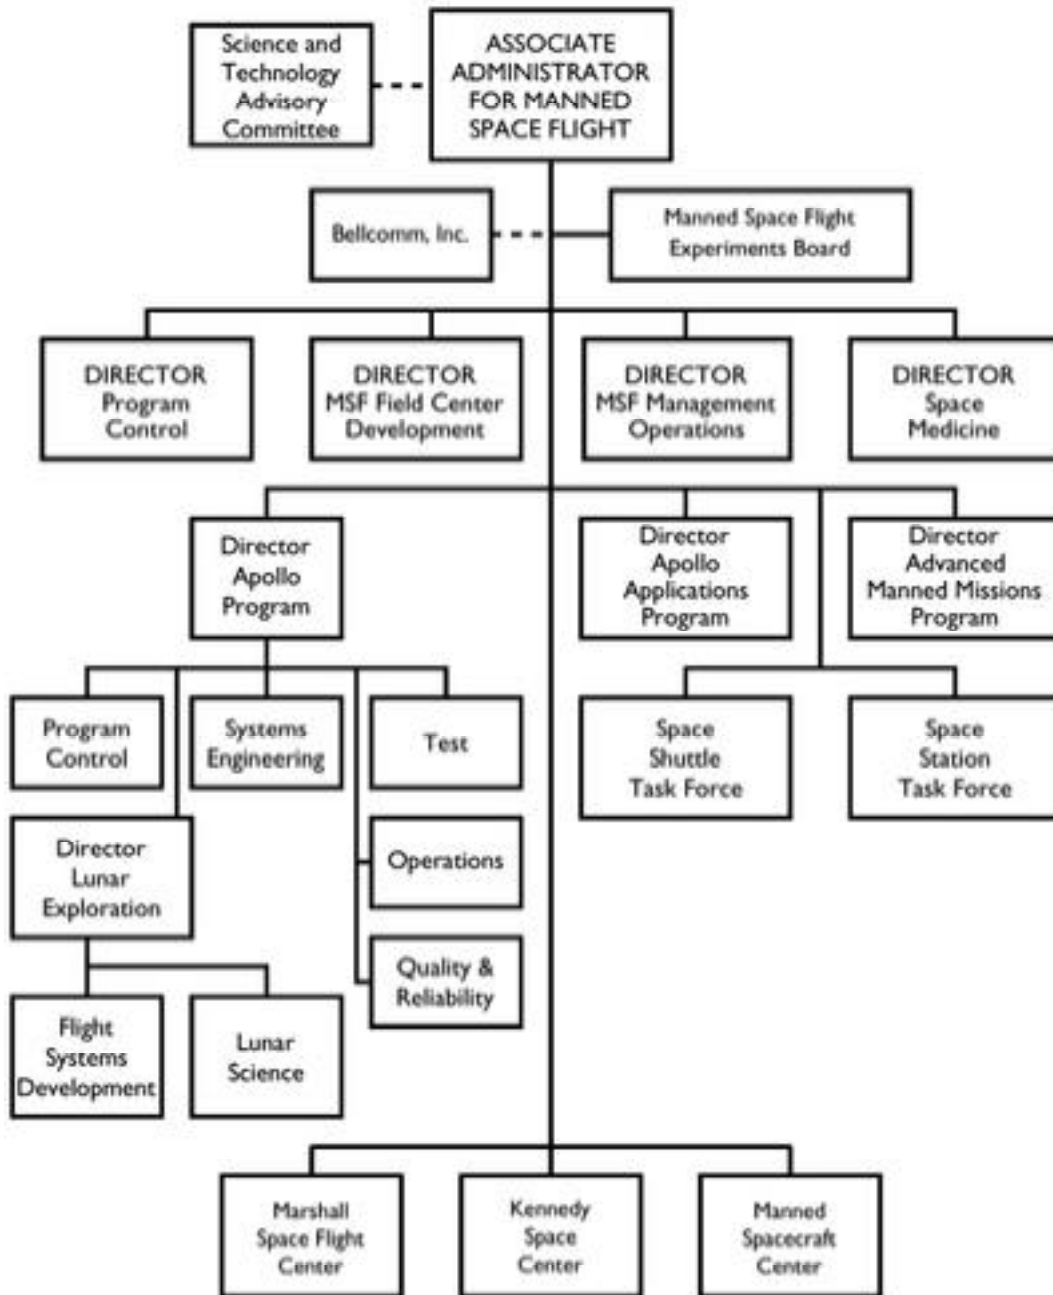 Science and
Technology
Advisory
Committee
ASSOCIATE
ADMINISTRATOR
FOR MANNED
SPACE FLIGHT
Bellcomm, Inc.
Manned Space Flight
Experiments Board
DIRECTOR
Program
Control
DIRECTOR
MSF Field Center
Development
DIRECTOR
MSF Management
Operations
DIRECTOR
Space
Medicine
Director
Apollo
Program
Director
Apollo
Applications
Program
Director
Advanced
Manned Missions
Program
Program
Control
Systems
Engineering
Test
Space
Shuttle
Task Force
Space
Station
Task Force
Director
Lunar
Exploration
Operations
Quality &
Reliability
Flight
Systems
Development
Lunar
Science
Marshall
Space Flight
Center
Kennedy
Space
Center
Manned
Spacecraft
Center